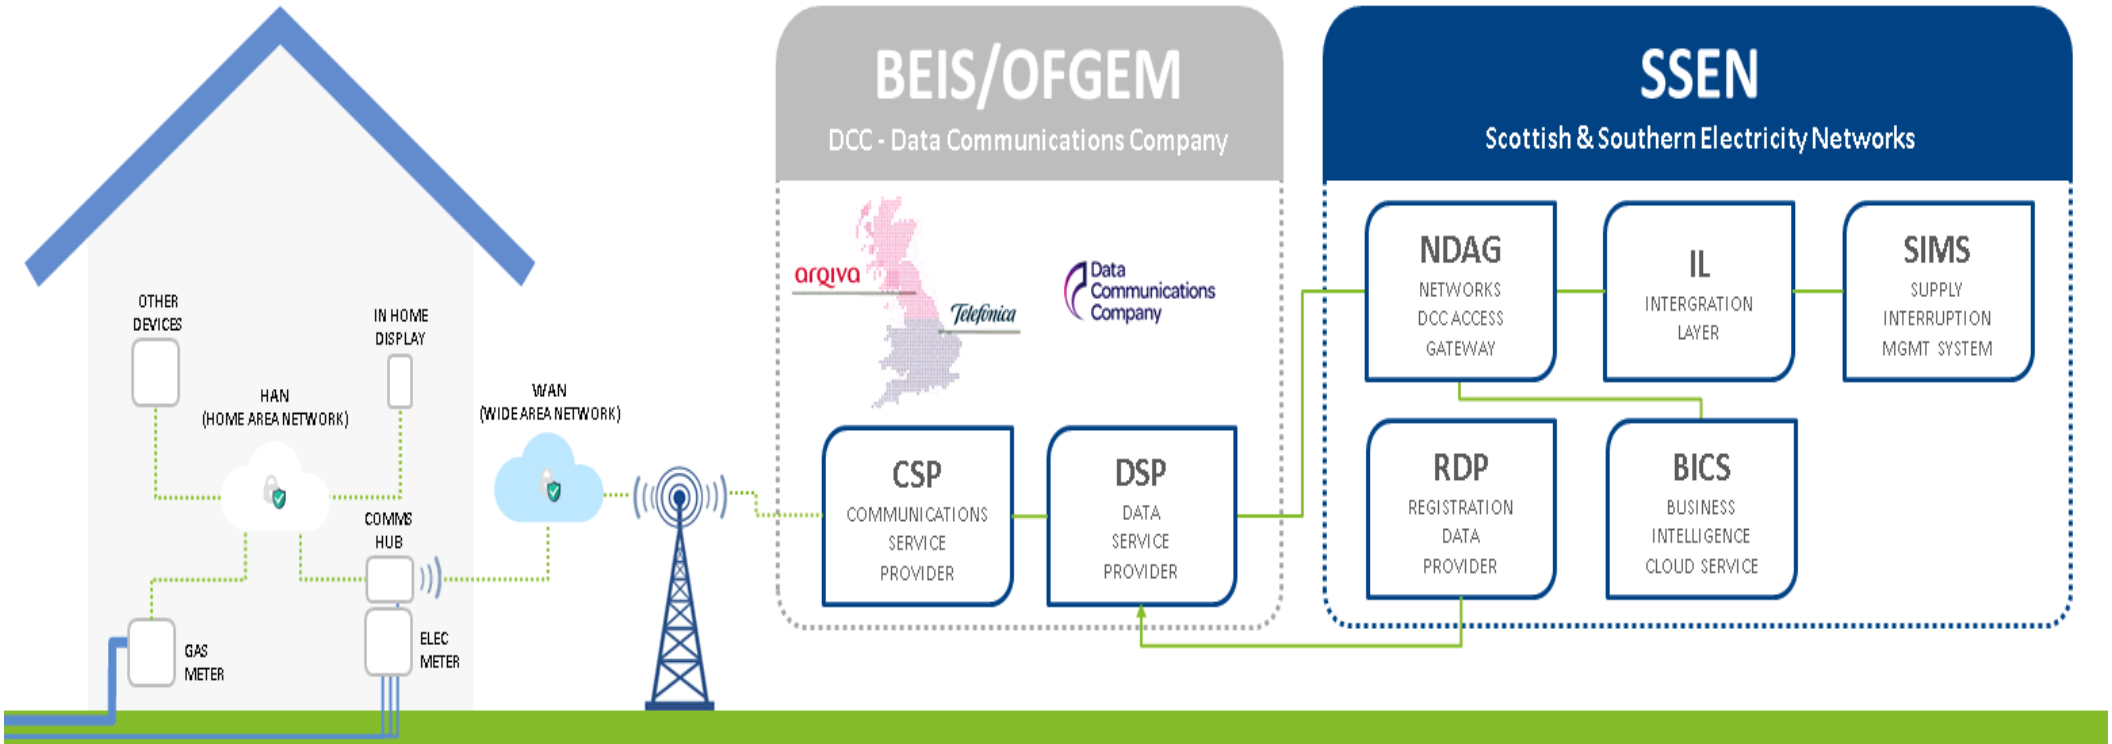 OTHER
DEVICES
IN HOME
DISPLAY
HAN
(HOME AREA NETWORK)
COMMS
HUB
GAS
METER
ELEC
METER
WAN
(WIDE AREA NETWORK)
BEIS/OFGEM
DCC - Data Communications Company
arqiva
Telefónica
Data
Communications
Company
CSP
COMMUNICATIONS
SERVICE
PROVIDER
DSP
DATA
SERVICE
PROVIDER
SSEN
Scottish & Southern Electricity Networks
NDAG
NETWORKS
DCC ACCESS
GATEWAY
IL
INTERGRATION
LAYER
SIMS
SUPPLY
INTERRUPTION
MGMT SYSTEM
RDP
REGISTRATION
DATA
PROVIDER
BICS
BUSINESS
INTELLIGENCE
CLOUD SERVICE